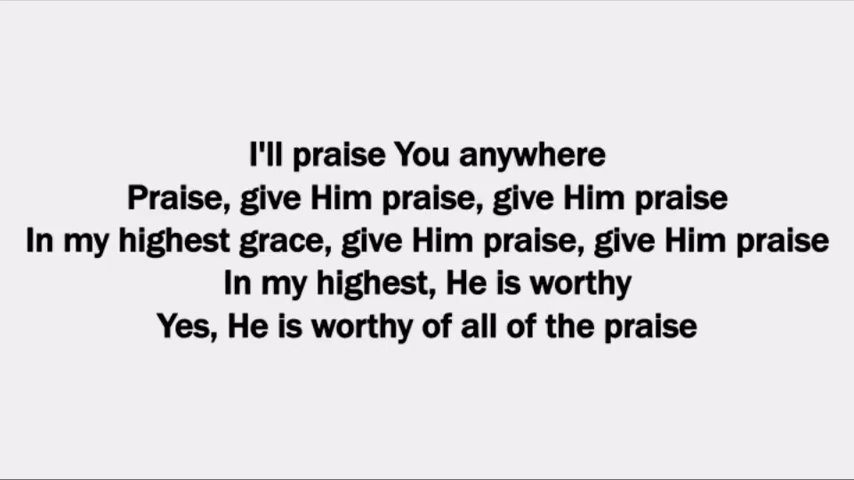 I'll praise You anywhere
Praise, give Him praise, give Him praise
In my highest grace, give Him praise, give Him praise
In my highest, He is worthy
Yes, He is worthy of all of the praise